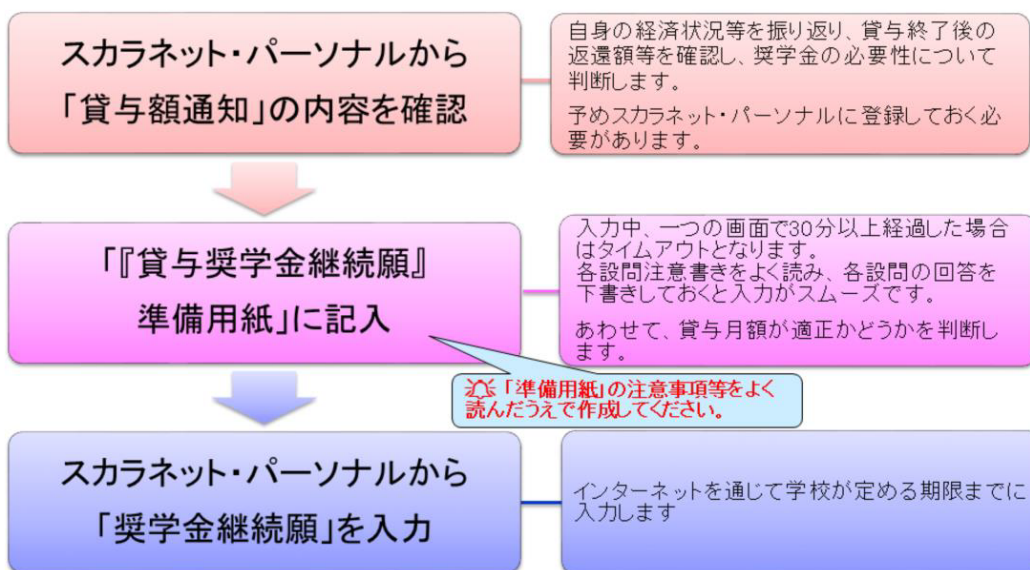 スカラネット・パーソナルから
「貸与額通知」の内容を確認
自身の経済状況等を振り返り、貸与終了後の
返還額等を確認し、奨学金の必要性について
判断します。
予めスカラネット・パーソナルに登録しておく必
要があります。
「『貸与奨学金継続願』
準備用紙」に記入
入力中、一つの画面で30分以上経過した場合
はタイムアウトとなります。
各設問注意書きをよく読み、各設問の回答を
下書きしておくと入力がスムーズです。
あわせて、貸与月額が適正かどうかを判断し
ます。
「準備用紙」の注意事項等をよく
読んだうえで作成してください。
スカラネット・パーソナルから
「奨学金継続願」を入力
インターネットを通じて学校が定める期限までに
入力します